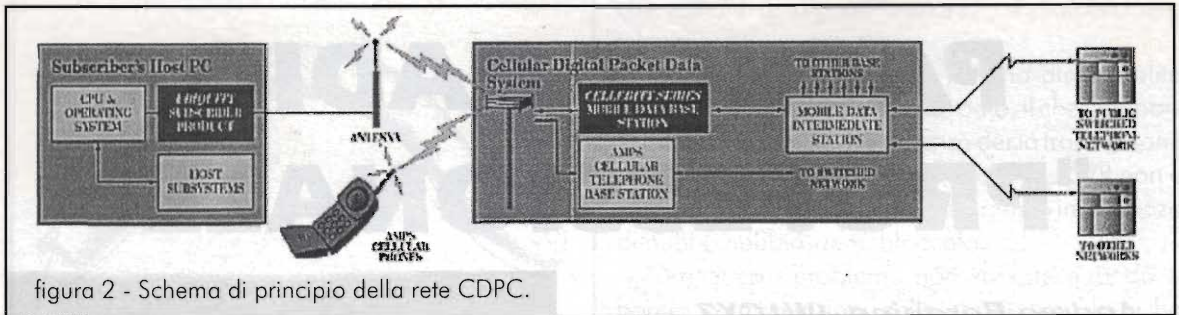 Subscriber's Host PC
CPU &
OPERATING
SYSTEM
UBIQUITY
SUBSCRIBER
PRODUCT
HOST
SUBSYSTEMS
ANTENNA
AMPS
CELLULAR
PHONES
Cellular Digital Packet Data
System
CELLERITY SERIES
MOBILE DATA BASE
STATION
AMPS
CELLULAR
TELEPHONE
BASE STATION
TO OTHER BASE
STATIONS
MOBILE DATA
INTERMEDIATE
STATION
TO SWITCHED
NETWORK
TO PUBLIC
SWITCHED
TELEPHONE
NETWORK
TO OTHER
NETWORKS
figura 2 - Schema di principio della rete CDPC.